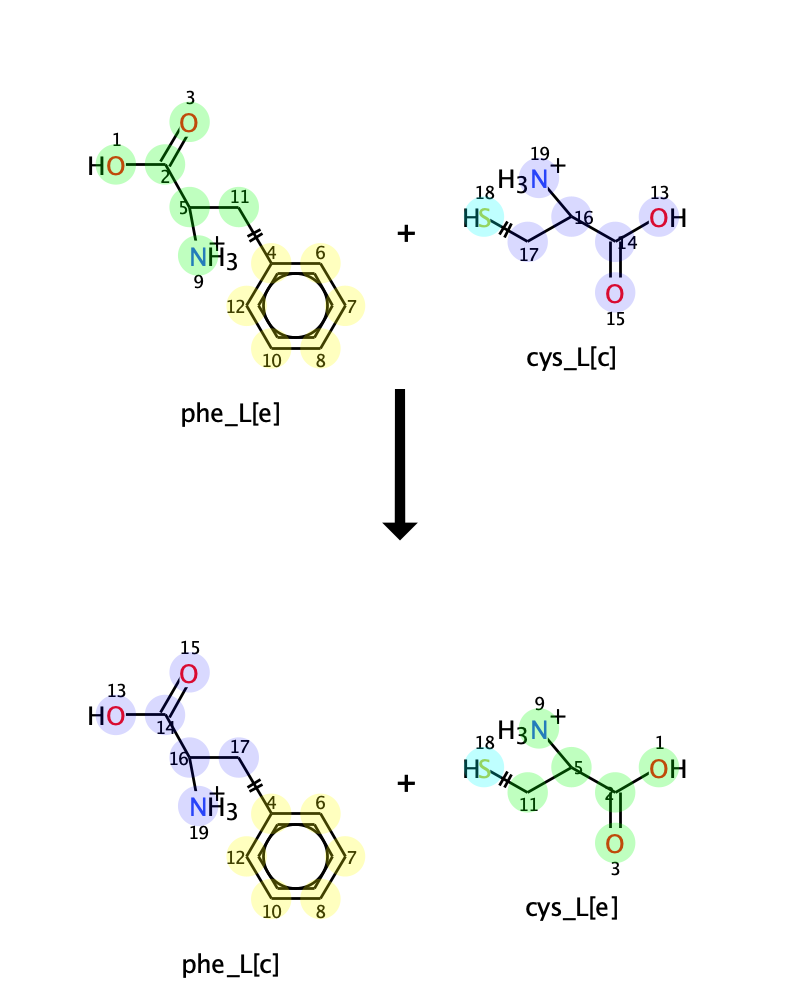 3
1
HO O
2
5 11
NH3+
9
4 6
12 7
10 8
phe_L[e]
+
19
H3N+
18 13
HS 16 OH
17 14
O
15
cys_L[c]
15
O
13
HO 14
16 17
NH3+
19
4 6
12 7
10 8
phe_L[c]
+
9
H3N+
18 1
HS 5 OH
11 2
O
3
cys_L[e]